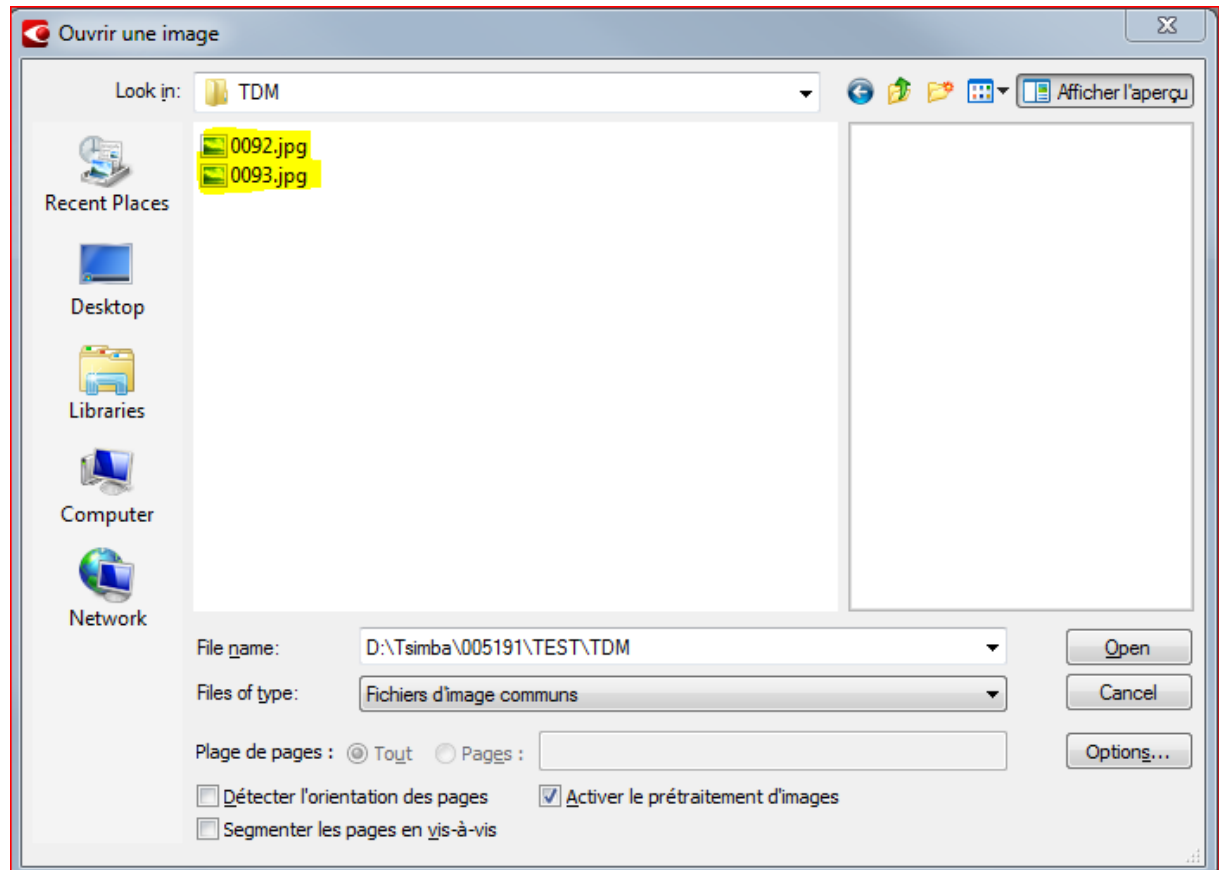 Ouvrir une image
Look in: TDM Afficher l'aperçu
0092.jpg
0093.jpg
Recent Places
Desktop
Libraries
Computer
Network
File name: D:\Tsimba\005191\TEST\TDM Open
Files of type: Fichiers d'image communs Cancel
Plage de pages : Tout Pages : Options...
Détecter l'orientation des pages Activer le prétraitement d'images
Segmenter les pages en vis-à-vis